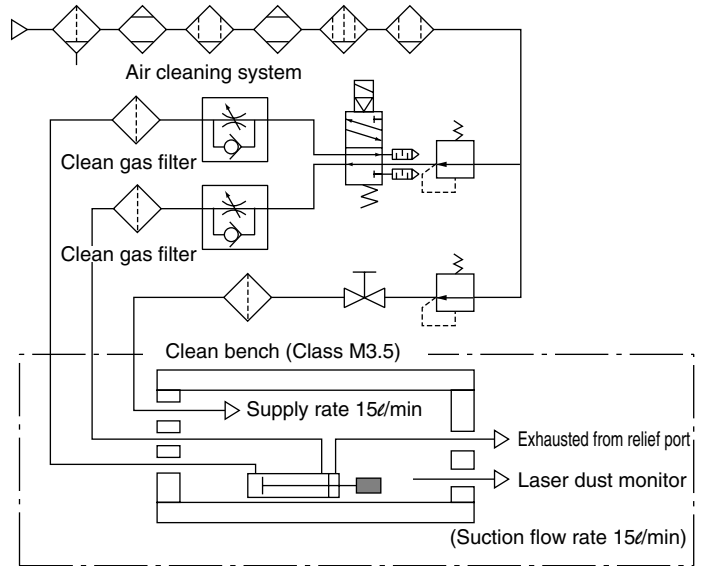 Air cleaning system
Clean gas filter
Clean gas filter
Clean bench (Class M3.5)
Supply rate 15ℓ/min
Exhausted from relief port
Laser dust monitor
(Suction flow rate 15ℓ/min)